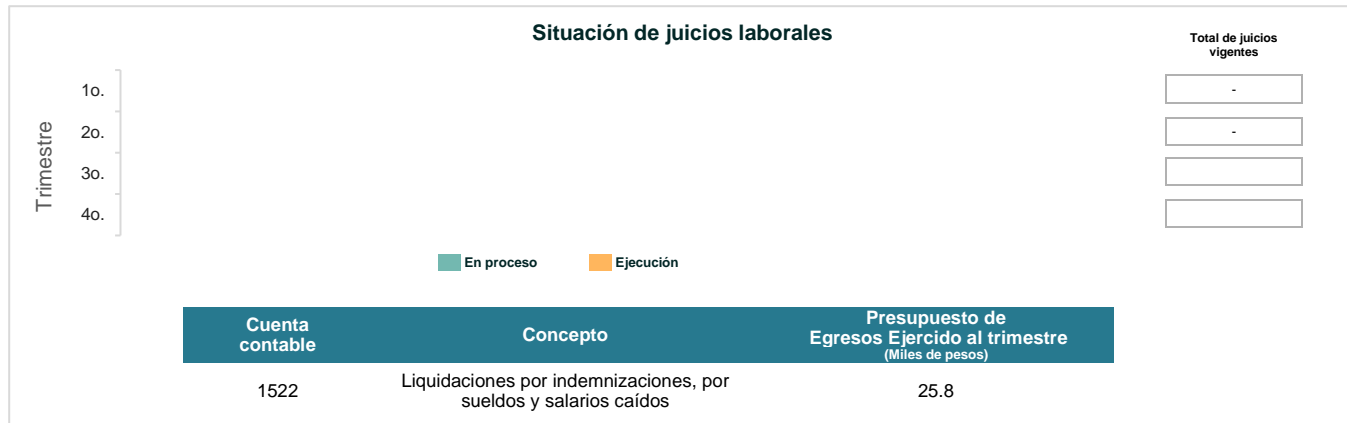 Situación de juicios laborales
Total de juicios
vigentes
Trimestre
1o.
-
2o.
-
3o.
4o.
En proceso
Ejecución
Cuenta
contable
Concepto
Presupuesto de
Egresos Ejercido al trimestre
(Miles de pesos)
1522
Liquidaciones por indemnizaciones, por
sueldos y salarios caídos
25.8